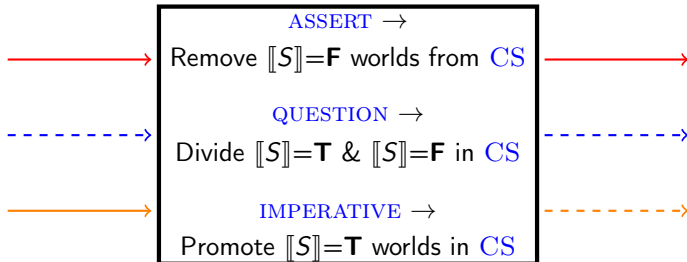 ASSERT →
Remove ⟦S⟧=F worlds from CS
QUESTION →
Divide ⟦S⟧=T & ⟦S⟧=F in CS
IMPERATIVE →
Promote ⟦S⟧=T worlds in CS